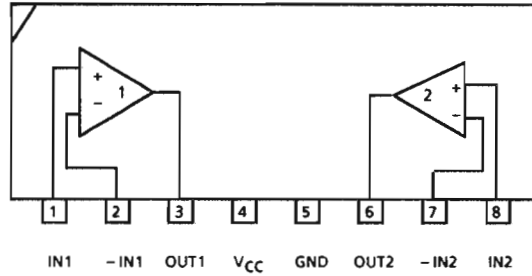 + 1 −
2 + −
1 2 3 4 5 6 7 8
IN1 −IN1 OUT1 VCC GND OUT2 −IN2 IN2